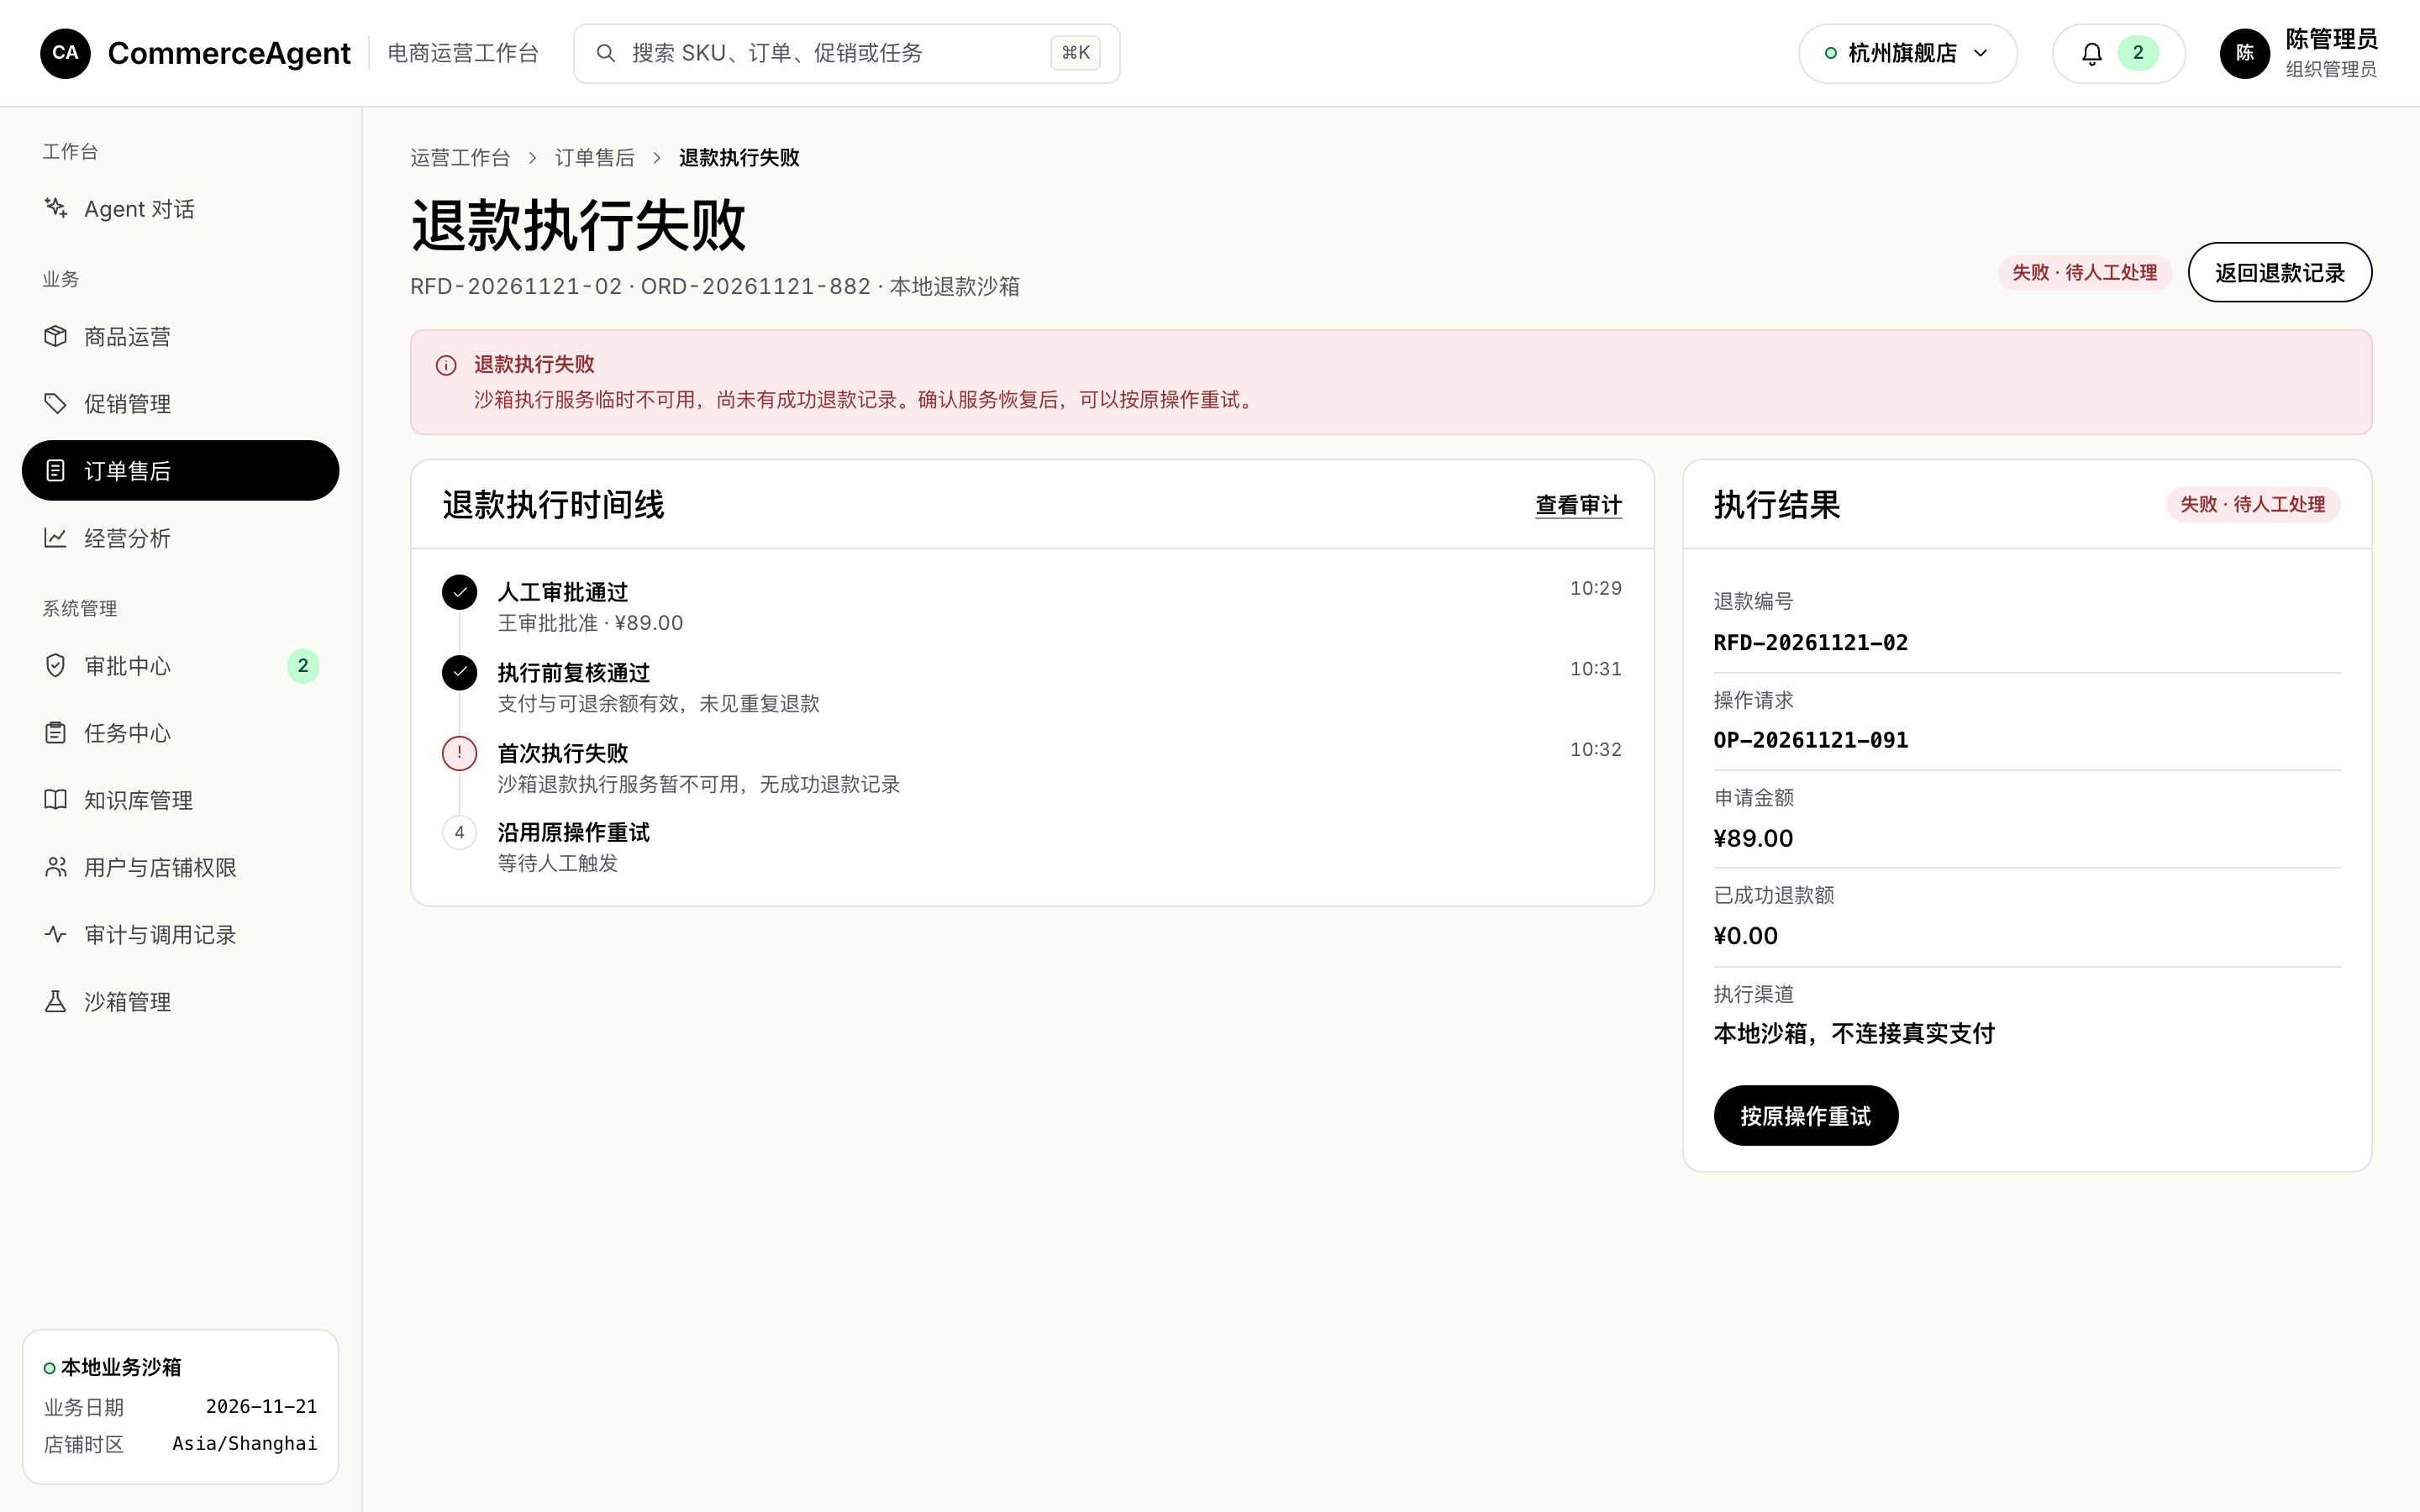 CA CommerceAgent 电商运营工作台 搜索 SKU、订单、促销或任务 ⌘K 杭州旗舰店 2 陈 陈管理员
组织管理员
工作台
Agent 对话
业务
商品运营
促销管理
订单售后
经营分析
系统管理
审批中心 2
任务中心
知识库管理
用户与店铺权限
审计与调用记录
沙箱管理
本地业务沙箱
业务日期 2026-11-21
店铺时区 Asia/Shanghai
运营工作台 > 订单售后 > 退款执行失败
退款执行失败
RFD-20261121-02 · ORD-20261121-882 · 本地退款沙箱
失败 · 待人工处理 返回退款记录
退款执行失败
沙箱执行服务临时不可用，尚未有成功退款记录。确认服务恢复后，可以按原操作重试。
退款执行时间线 查看审计
人工审批通过 10:29
王审批批准 · ¥89.00
执行前复核通过 10:31
支付与可退余额有效，未见重复退款
! 首次执行失败 10:32
沙箱退款执行服务暂不可用，无成功退款记录
4 沿用原操作重试
等待人工触发
执行结果 失败 · 待人工处理
退款编号
RFD-20261121-02
操作请求
OP-20261121-091
申请金额
¥89.00
已成功退款额
¥0.00
执行渠道
本地沙箱，不连接真实支付
按原操作重试